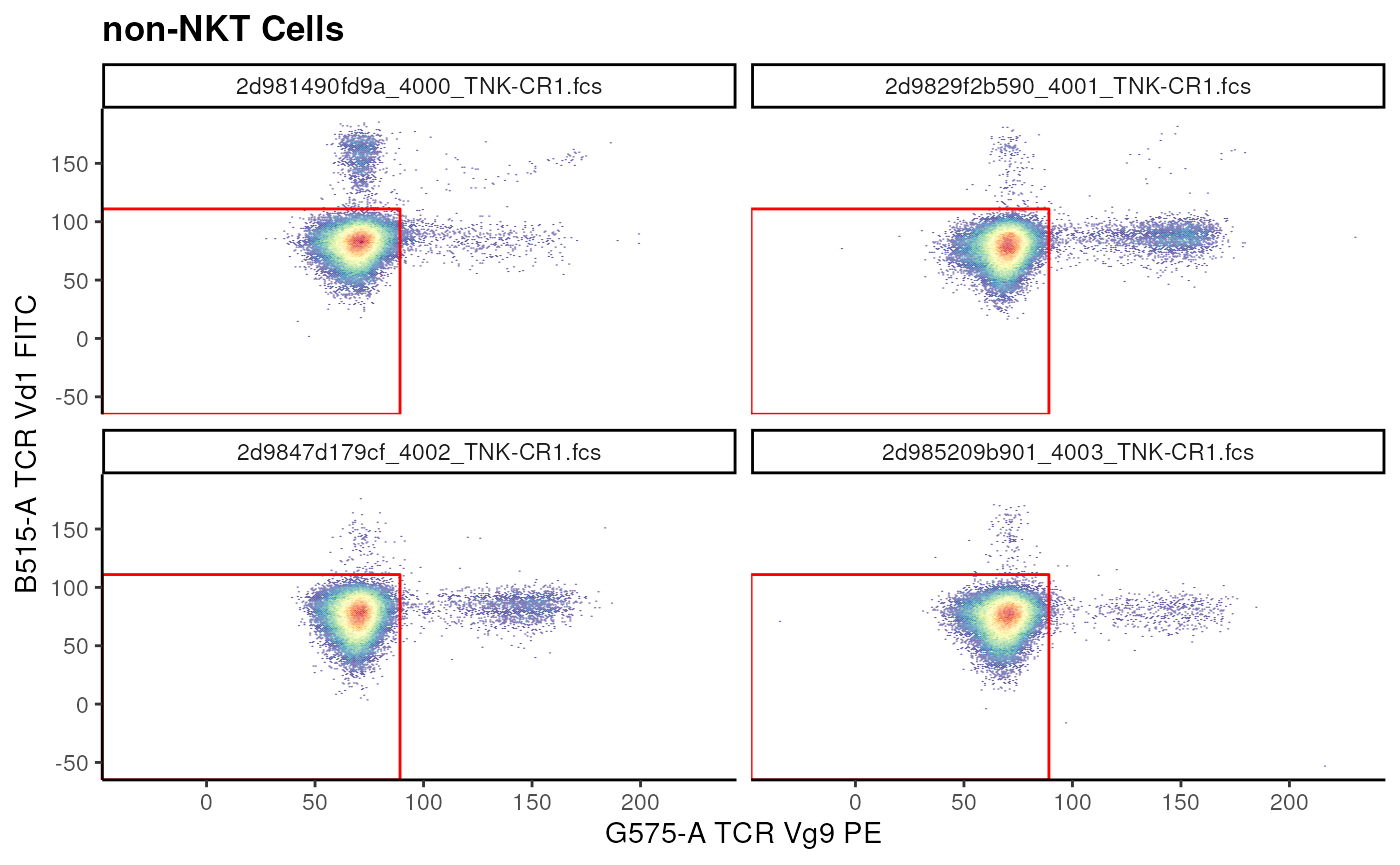 non-NKT Cells
2d981490fd9a_4000_TNK-CR1.fcs
2d9829f2b590_4001_TNK-CR1.fcs
150
100
50
0
-50
2d9847d179cf_4002_TNK-CR1.fcs
2d985209b901_4003_TNK-CR1.fcs
150
100
50
0
-50
0 50 100 150 200
0 50 100 150 200
B515-A TCR Vd1 FITC
G575-A TCR Vg9 PE